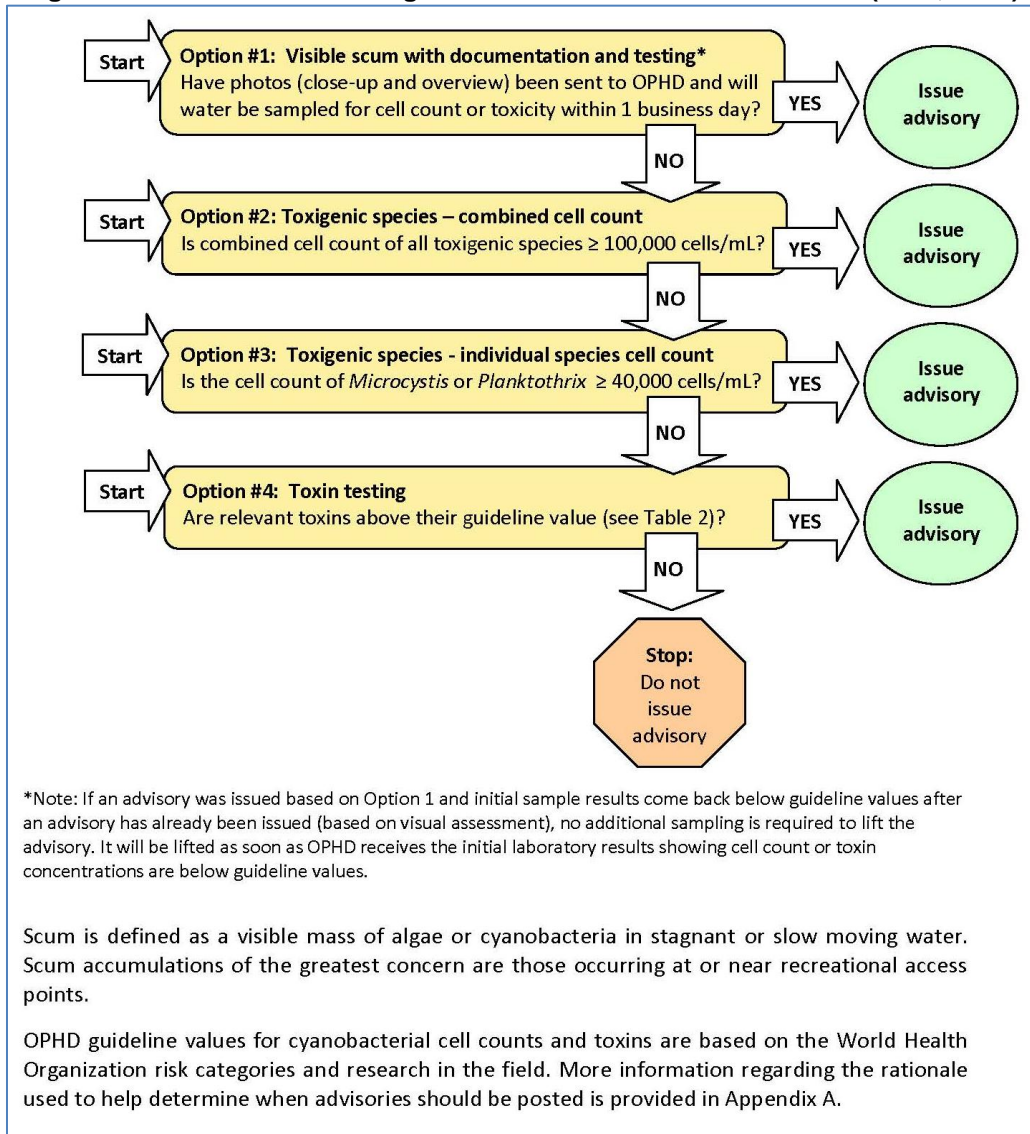 Start
Option #1: Visible scum with documentation and testing*
Have photos (close-up and overview) been sent to OPHD and will
water be sampled for cell count or toxicity within 1 business day?
YES
Issue
advisory
NO
Start
Option #2: Toxigenic species – combined cell count
Is combined cell count of all toxigenic species ≥ 100,000 cells/mL?
YES
Issue
advisory
NO
Start
Option #3: Toxigenic species - individual species cell count
Is the cell count of Microcystis or Planktothrix ≥ 40,000 cells/mL?
YES
Issue
advisory
NO
Start
Option #4: Toxin testing
Are relevant toxins above their guideline value (see Table 2)?
YES
Issue
advisory
NO
Stop:
Do not
issue
advisory
*Note: If an advisory was issued based on Option 1 and initial sample results come back below guideline values after
an advisory has already been issued (based on visual assessment), no additional sampling is required to lift the
advisory. It will be lifted as soon as OPHD receives the initial laboratory results showing cell count or toxin
concentrations are below guideline values.
Scum is defined as a visible mass of algae or cyanobacteria in stagnant or slow moving water.
Scum accumulations of the greatest concern are those occurring at or near recreational access
points.
OPHD guideline values for cyanobacterial cell counts and toxins are based on the World Health
Organization risk categories and research in the field. More information regarding the rationale
used to help determine when advisories should be posted is provided in Appendix A.